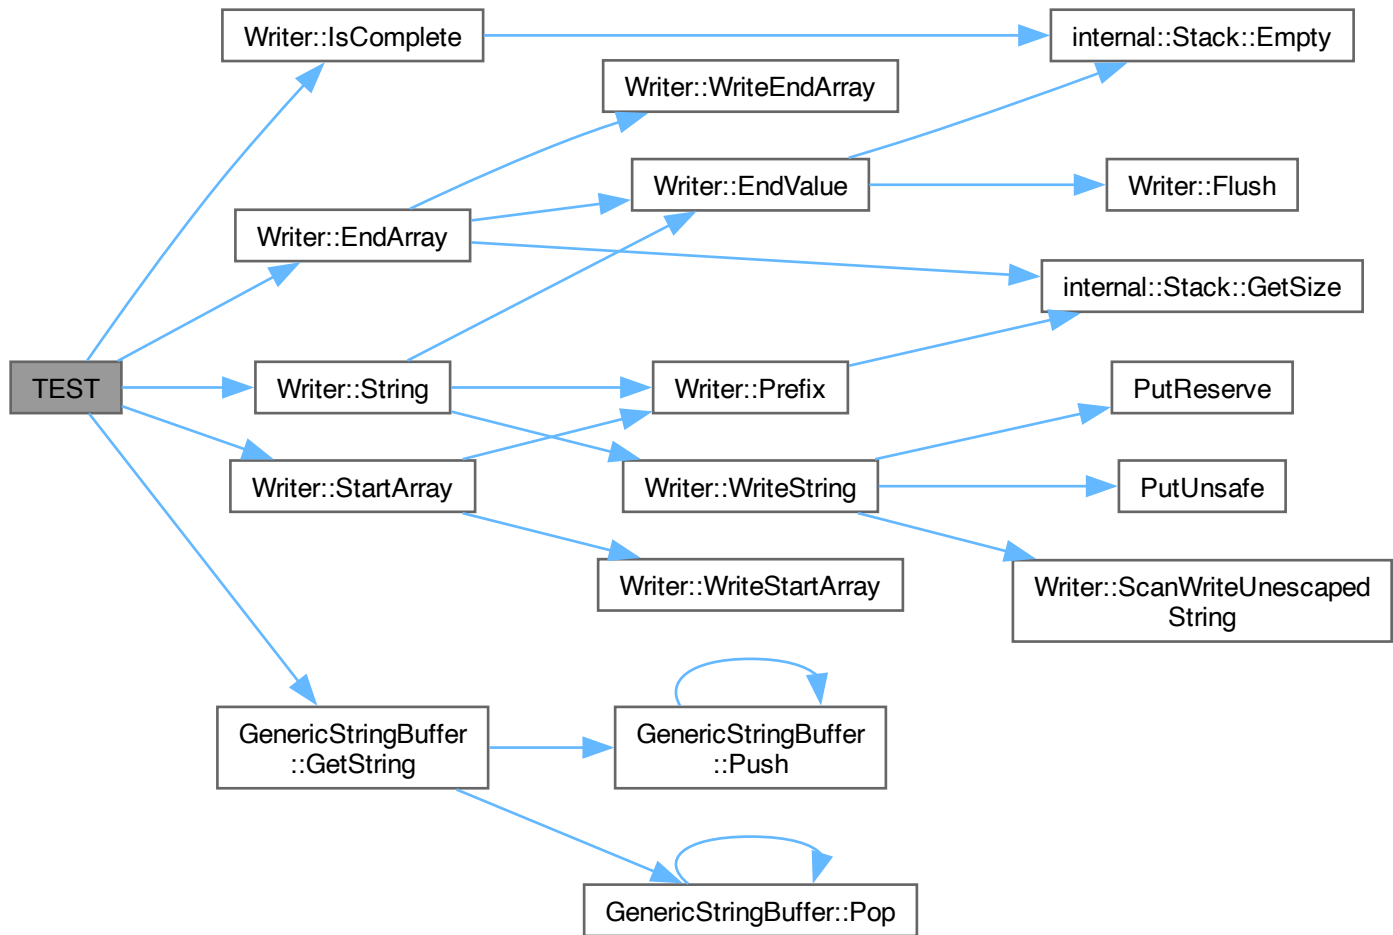 Writer::IsComplete
internal::Stack::Empty
Writer::WriteEndArray
Writer::EndValue
Writer::Flush
Writer::EndArray
internal::Stack::GetSize
TEST
Writer::String
Writer::Prefix
PutReserve
Writer::StartArray
Writer::WriteString
PutUnsafe
Writer::WriteStartArray
Writer::ScanWriteUnescaped
String
GenericStringBuffer
::GetString
GenericStringBuffer
::Push
GenericStringBuffer::Pop